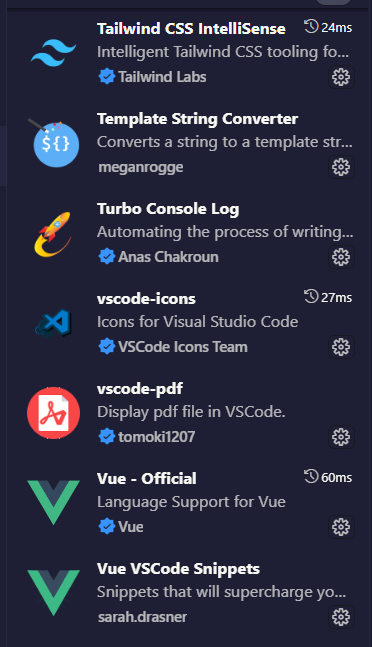 Tailwind CSS IntelliSense 24ms
Intelligent Tailwind CSS tooling fo...
Tailwind Labs
Template String Converter
${}
Converts a string to a template str...
meganrogge
Turbo Console Log
Automating the process of writing...
Anas Chakroun
vscode-icons 27ms
Icons for Visual Studio Code
VSCode Icons Team
vscode-pdf
Display pdf file in VSCode.
tomoki1207
Vue - Official 60ms
Language Support for Vue
Vue
Vue VSCode Snippets
Snippets that will supercharge yo...
sarah.drasner